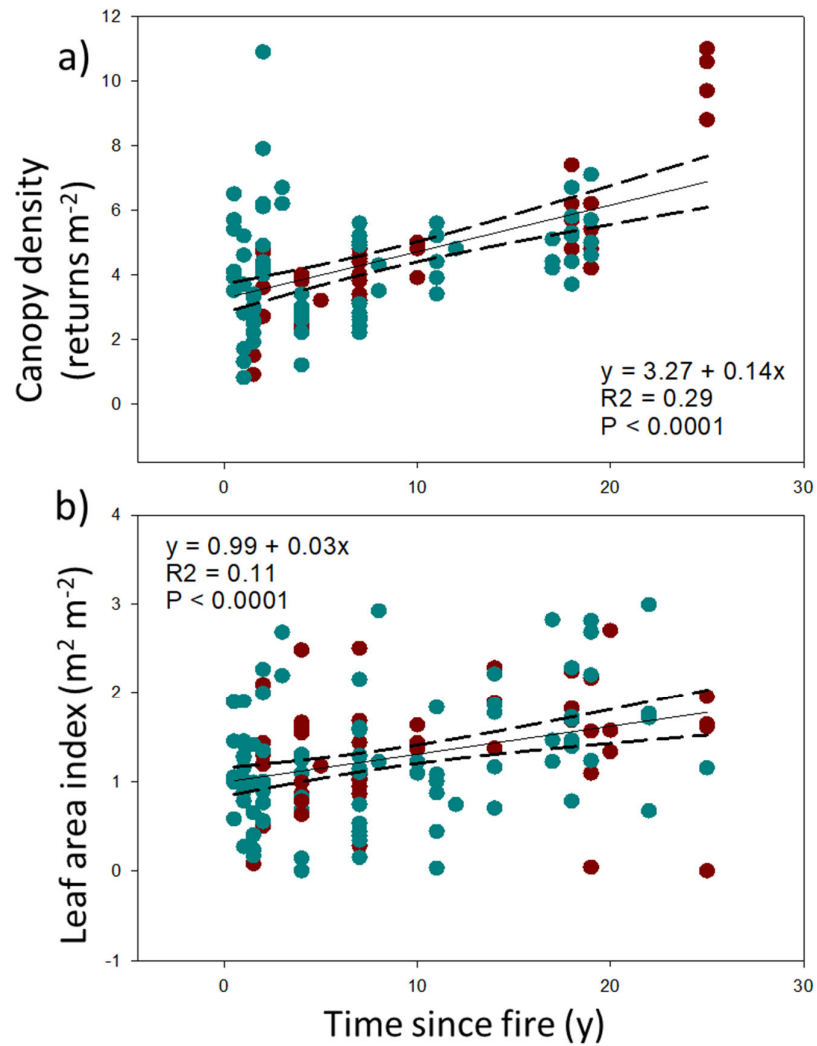 a)
12
10
8
6
4
2
0
Canopy density
(returns m⁻²)
y = 3.27 + 0.14x
R2 = 0.29
P < 0.0001
0 10 20 30
b)
4
3
2
1
0
-1
Leaf area index (m² m⁻²)
y = 0.99 + 0.03x
R2 = 0.11
P < 0.0001
0 10 20 30
Time since fire (y)